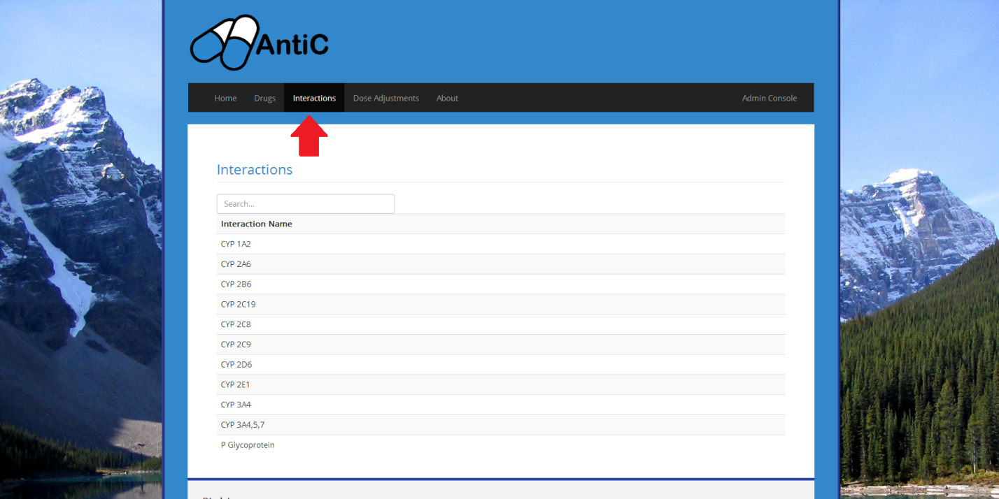 AntiC
Home Drugs Interactions Dose Adjustments About Admin Console
Interactions
Search...
Interaction Name
CYP 1A2
CYP 2A6
CYP 2B6
CYP 2C19
CYP 2C8
CYP 2C9
CYP 2D6
CYP 2E1
CYP 3A4
CYP 3A4,5,7
P Glycoprotein